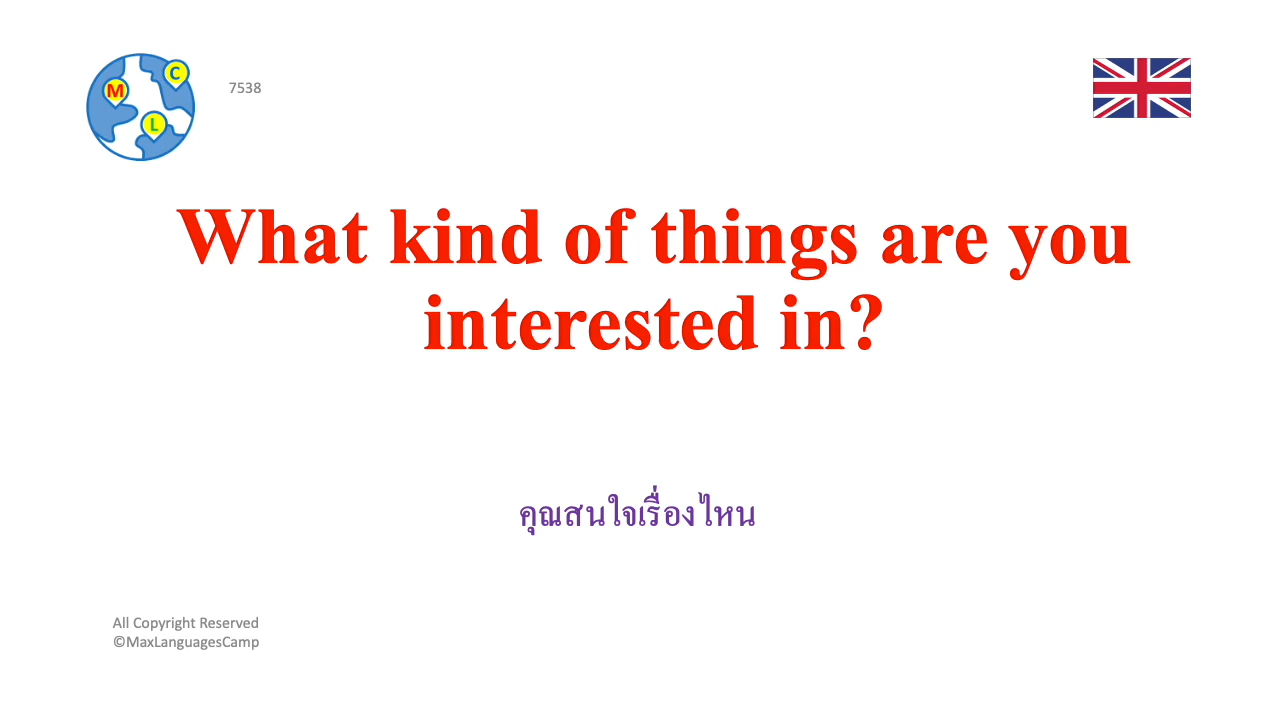 M
C
L
7538
What kind of things are you
interested in?
คุณสนใจเรื่องไหน
All Copyright Reserved
©MaxLanguagesCamp